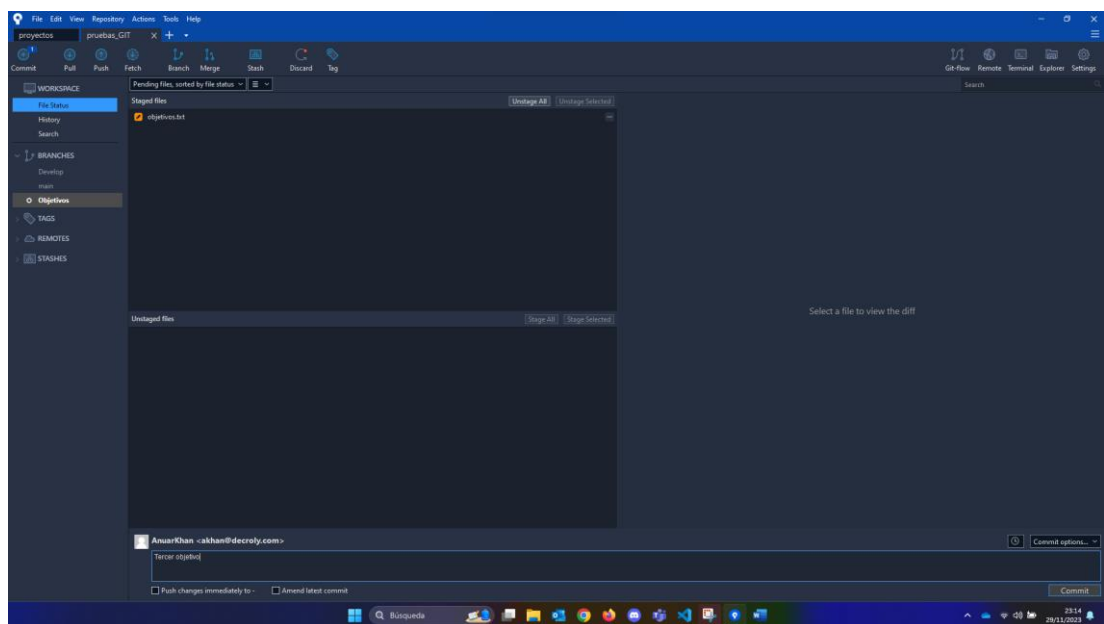 File Edit View Repository Actions Tools Help
proyectos pruebas_GIT
1
Commit Pull Push Fetch Branch Merge Stash Discard Tag Git-flow Remote Terminal Explorer Settings
WORKSPACE
File Status
History
Search
BRANCHES
Develop
main
Objetivos
TAGS
REMOTES
STASHES
Pending files, sorted by file status
Search
Staged files Unstage All Unstage Selected
objetivos.txt
Unstaged files Stage All Stage Selected
Select a file to view the diff
AnuarKhan <akhan@decroly.com> Commit options...
Tercer objetivo
Push changes immediately to - Amend latest commit Commit
Búsqueda
23:14
29/11/2023